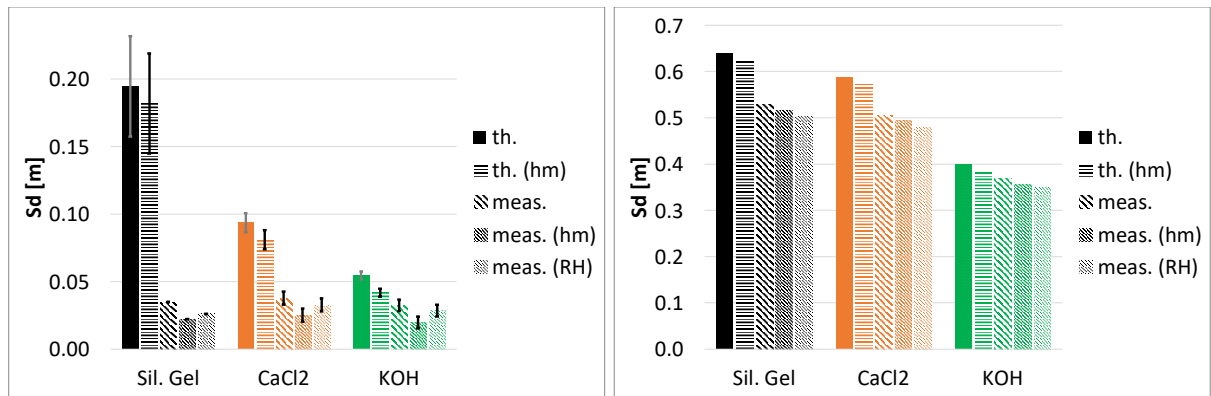 Sd [m]
0.20
0.15
0.10
0.05
0.00
Sil. Gel
CaCl2
KOH
th.
th. (hm)
meas.
meas. (hm)
meas. (RH)
Sd [m]
0.7
0.6
0.5
0.4
0.3
0.2
0.1
0.0
Sil. Gel
CaCl2
KOH
th.
th. (hm)
meas.
meas. (hm)
meas. (RH)